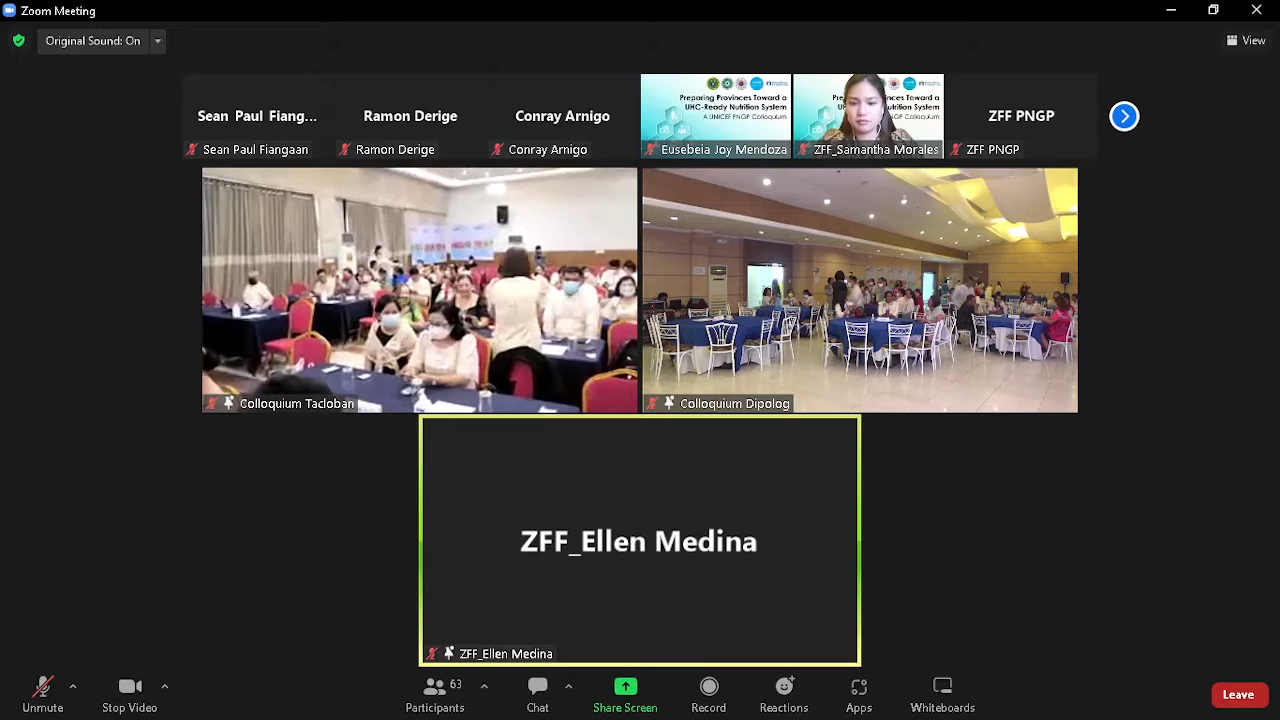 Zoom Meeting
Original Sound: On
View
Sean Paul Fiang...
Sean Paul Fiangaan
Ramon Derige
Ramon Derige
Conray Arnigo
Conray Arnigo
Preparing Provinces Toward a
UHC-Ready Nutrition System
A UNICEF PNGP Colloquium
Eusebeia Joy Mendoza
ZFF_Samantha Morales
ZFF PNGP
ZFF PNGP
Colloquium Tacloban
Colloquium Dipolog
ZFF_Ellen Medina
ZFF_Ellen Medina
Unmute
Stop Video
63
Participants
Chat
Share Screen
Record
Reactions
Apps
Whiteboards
Leave